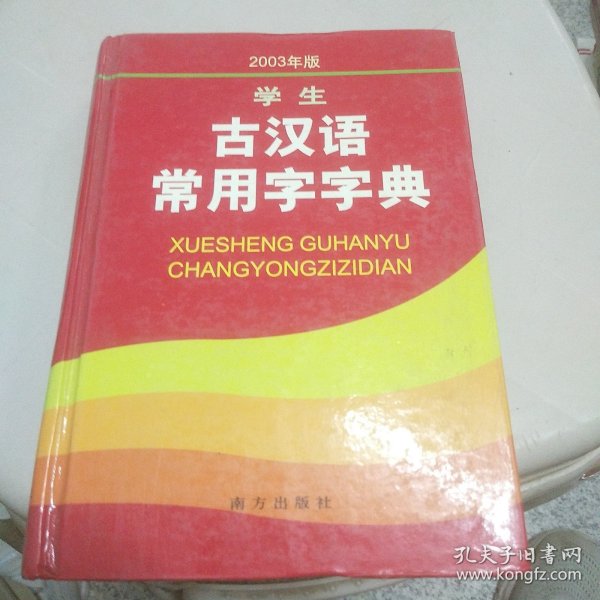 2003年版
学生
古汉语
常用字字典
XUESHENG GUHANYU
CHANGYONGZIZIDIAN
南方出版社
孔夫子旧书网
www.kongfz.com